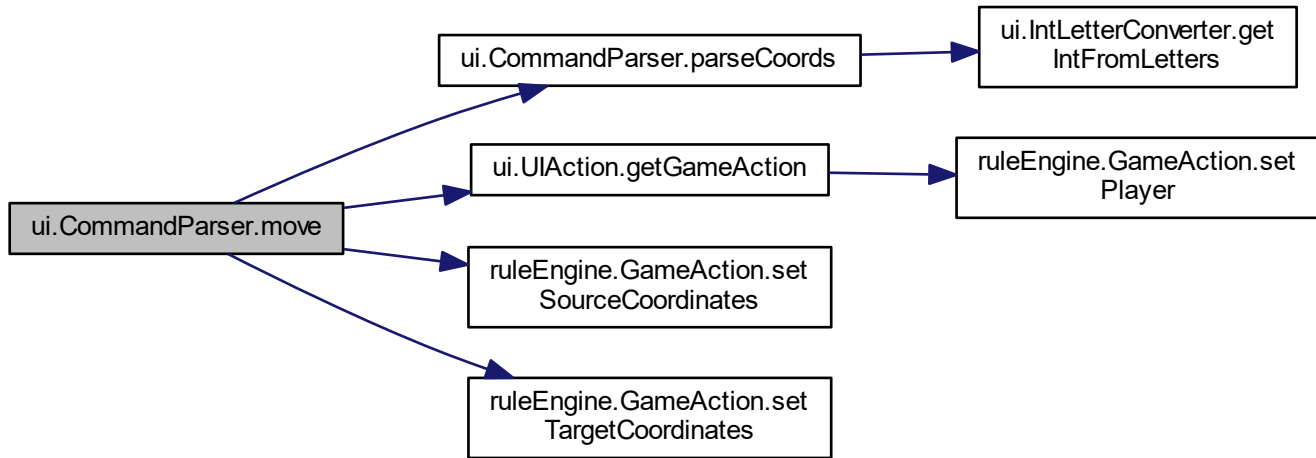 ui.CommandParser.move
ui.CommandParser.parseCoords
ui.IntLetterConverter.get
IntFromLetters
ui.UIAction.getGameAction
ruleEngine.GameAction.set
Player
ruleEngine.GameAction.set
SourceCoordinates
ruleEngine.GameAction.set
TargetCoordinates